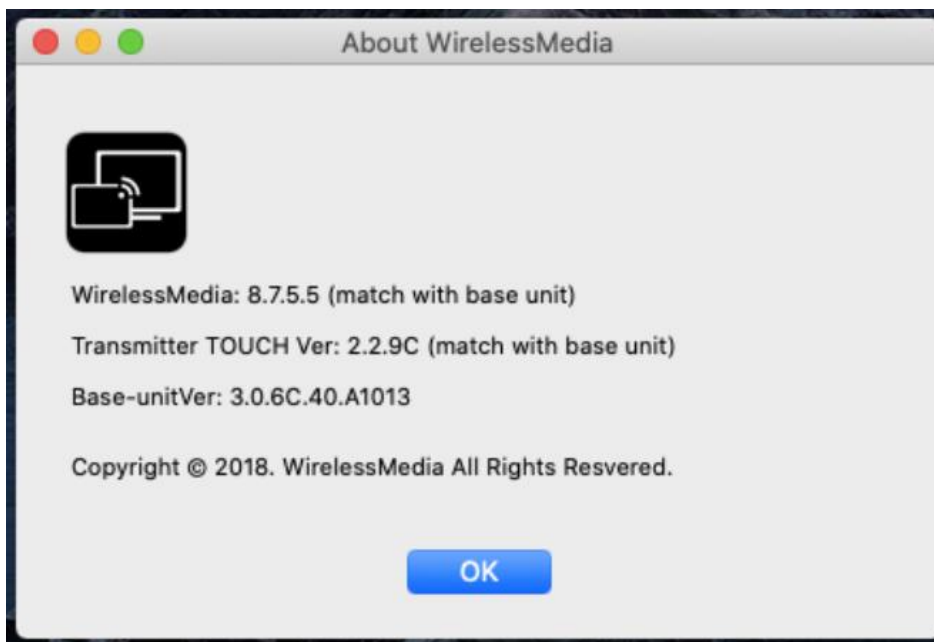 About WirelessMedia
WirelessMedia: 8.7.5.5 (match with base unit)
Transmitter TOUCH Ver: 2.2.9C (match with base unit)
Base-unitVer: 3.0.6C.40.A1013
Copyright © 2018. WirelessMedia All Rights Resvered.
OK